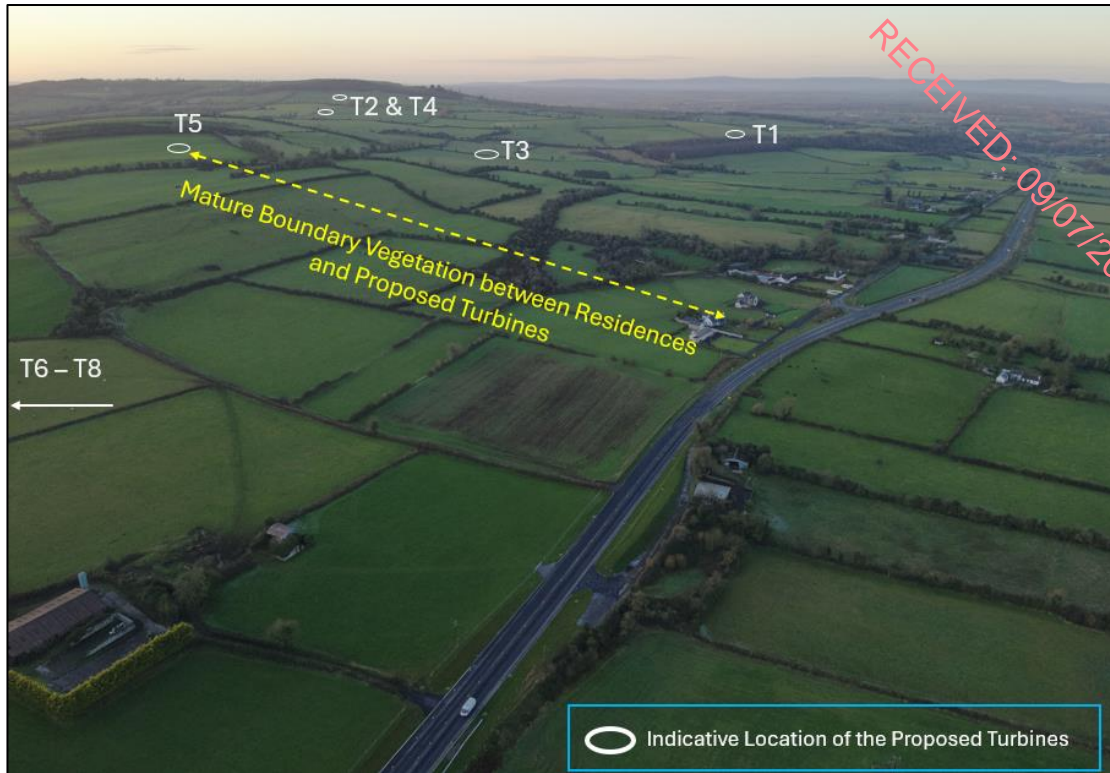 RECEIVED: 09/07/20
T2 & T4
T5
T1
T3
Mature Boundary Vegetation between Residences
and Proposed Turbines
T6 – T8
Indicative Location of the Proposed Turbines